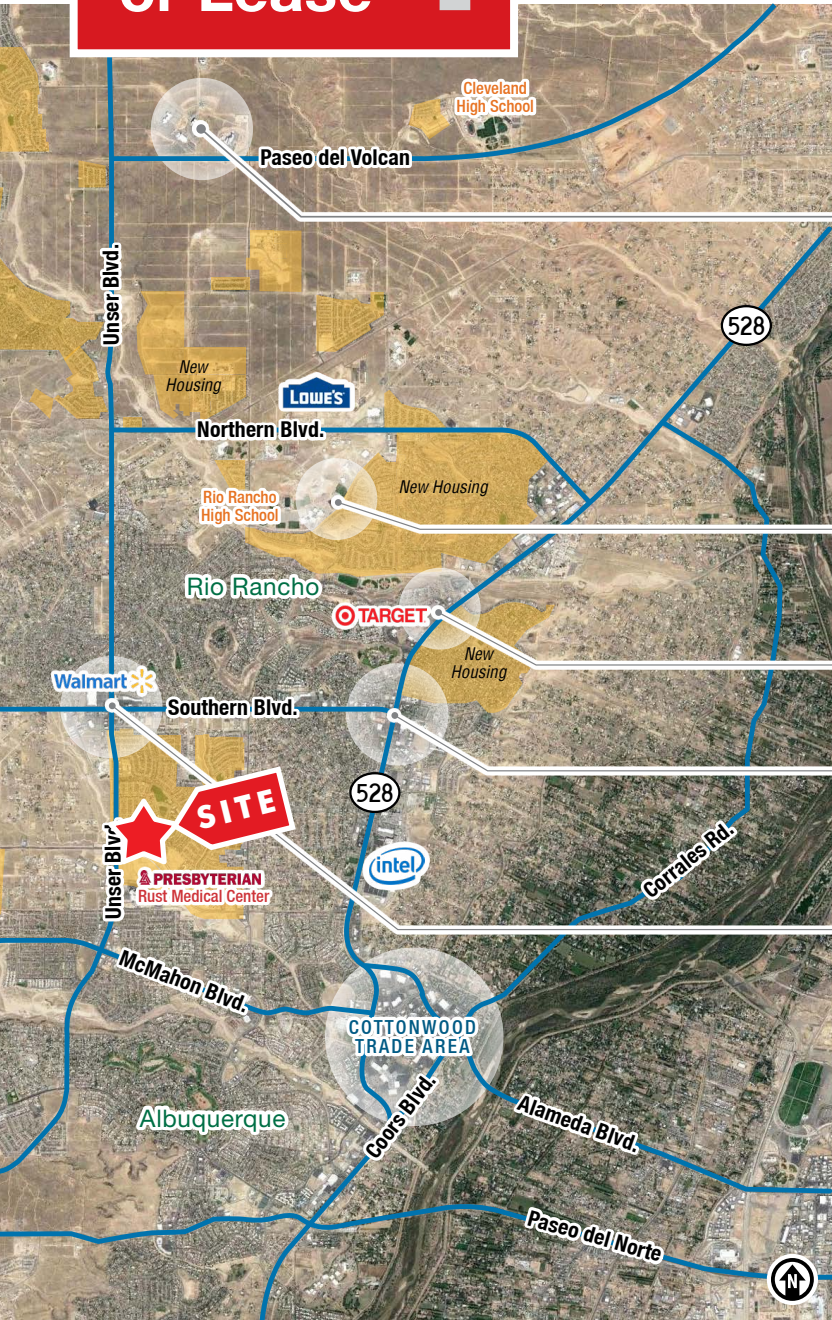 or Lease
Cleveland
High School
Paseo del Volcan
Unser Blvd.
528
New
Housing
LOWE'S
Northern Blvd.
New Housing
Rio Rancho
High School
Rio Rancho
TARGET
New
Housing
Walmart
Southern Blvd.
528
SITE
intel
Unser Blvd.
PRESBYTERIAN
Rust Medical Center
Corrales Rd.
McMahon Blvd.
COTTONWOOD
TRADE AREA
Coors Blvd.
Albuquerque
Alameda Blvd.
Paseo del Norte
N